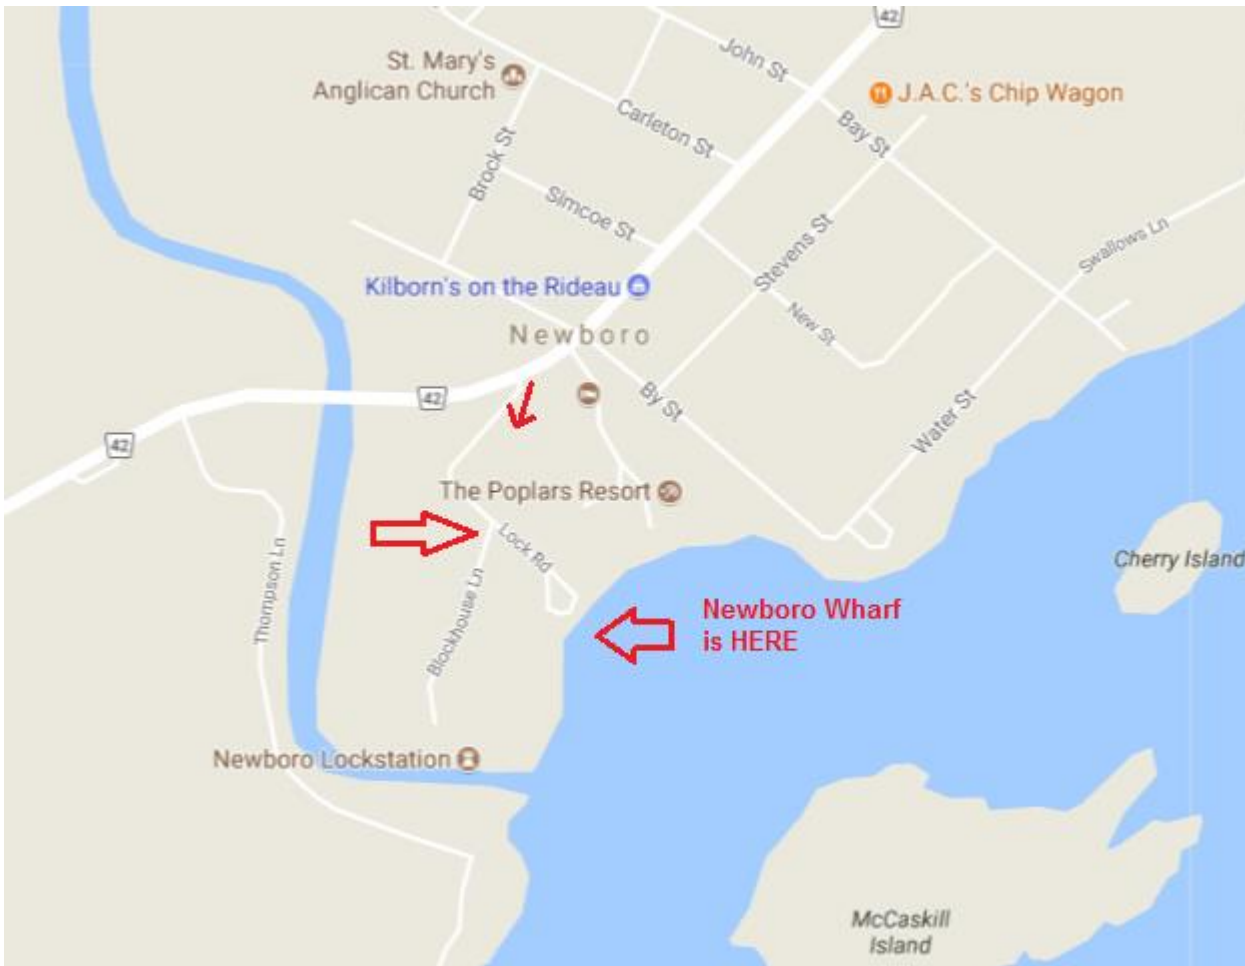 42
John St
St. Mary's
Anglican Church
J.A.C.'s Chip Wagon
Carleton St
Bay St
Brock St
Simcoe St
Stevens St
Swallows Ln
Kilborn's on the Rideau
New St
Newboro
42
By St
Water St
42
The Poplars Resort
Lock Rd
Cherry Island
Thompson Ln
Blockhouse Ln
Newboro Wharf
is HERE
Newboro Lockstation
McCaskill
Island